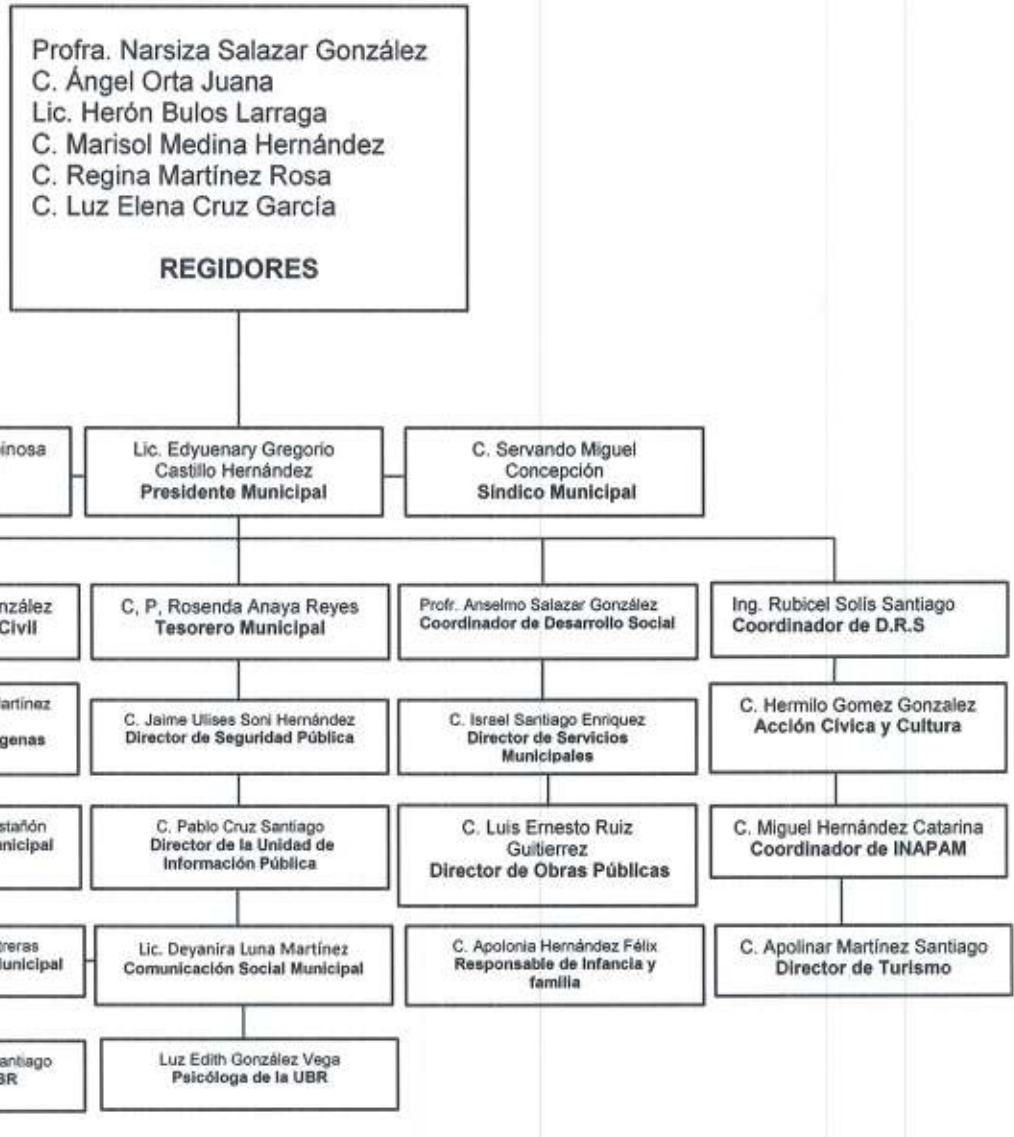 Profra. Narsiza Salazar González
C. Ángel Orta Juana
Lic. Herón Bulos Larraga
C. Marisol Medina Hernández
C. Regina Martínez Rosa
C. Luz Elena Cruz García
REGIDORES
Lic. Edyuenary Gregorio
Castillo Hernández
Presidente Municipal
C. Servando Miguel
Concepción
Sindico Municipal
Civil
C, P, Rosenda Anaya Reyes
Tesorero Municipal
Profr. Anselmo Salazar González
Coordinador de Desarrollo Social
Ing. Rubicel Solís Santiago
Coordinador de D.R.S
C. Jaime Ulises Soni Hernández
Director de Seguridad Pública
C. Israel Santiago Enriquez
Director de Servicios
Municipales
C. Hermilo Gomez Gonzalez
Acción Cívica y Cultura
C. Pablo Cruz Santiago
Director de la Unidad de
Información Pública
C. Luis Ernesto Ruiz
Guitierrez
Director de Obras Públicas
C. Miguel Hernández Catarina
Coordinador de INAPAM
Lic. Deyanira Luna Martínez
Comunicación Social Municipal
C. Apolonia Hernández Félix
Responsable de Infancia y
familia
C. Apolinar Martínez Santiago
Director de Turismo
Luz Edith González Vega
Psicóloga de la UBR